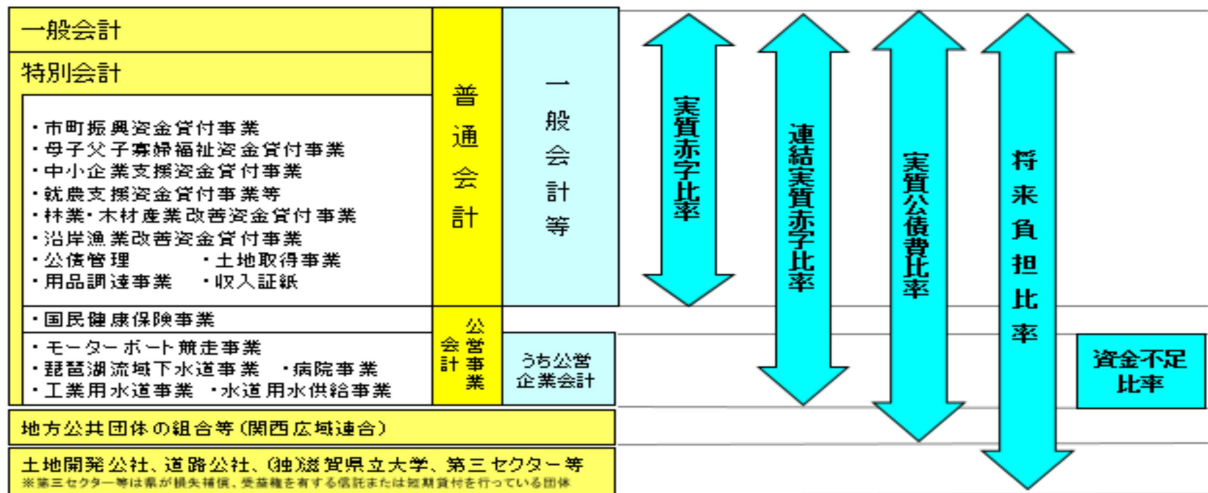 一般会計
特別会計
・市町振興資金貸付事業
・母子父子寡婦福祉資金貸付事業
・中小企業支援資金貸付事業
・就農支援資金貸付事業等
・林業・木材産業改善資金貸付事業
・沿岸漁業改善資金貸付事業
・公債管理　・土地取得事業
・用品調達事業　・収入証紙
・国民健康保険事業
・モーターボート競走事業
・琵琶湖流域下水道事業　・病院事業
・工業用水道事業　・水道用水供給事業
地方公共団体の組合等(関西広域連合)
土地開発公社、道路公社、(独)滋賀県立大学、第三セクター等
※第三セクター等は県が損失補償、受益権を有する信託または短期貸付を行っている団体
普通会計
公営事業
会計
一般会計等
うち公営
企業会計
実質赤字比率
連結実質赤字比率
実質公債費比率
将来負担比率
資金不足
比率